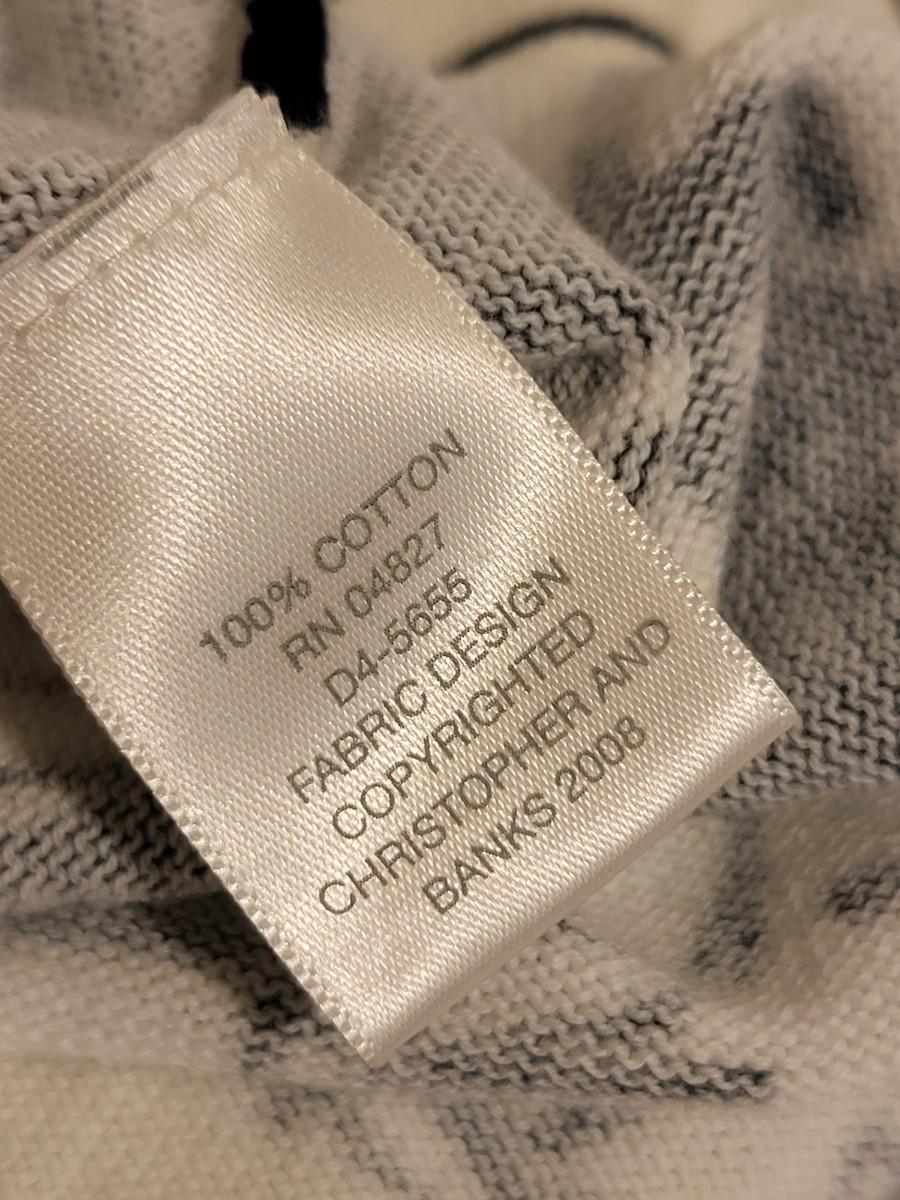 100% COTTON
RN 04827
D4-5655
FABRIC DESIGN
COPYRIGHTED
CHRISTOPHER AND
BANKS 2008